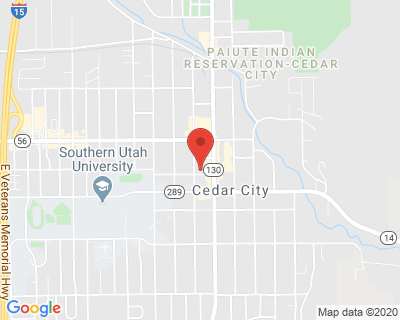 15
PAIUTE INDIAN
RESERVATION-CEDAR
CITY
56
Southern Utah
University
130
289
Cedar City
14
E Veterans Memorial Hwy
Google
Map data ©2020